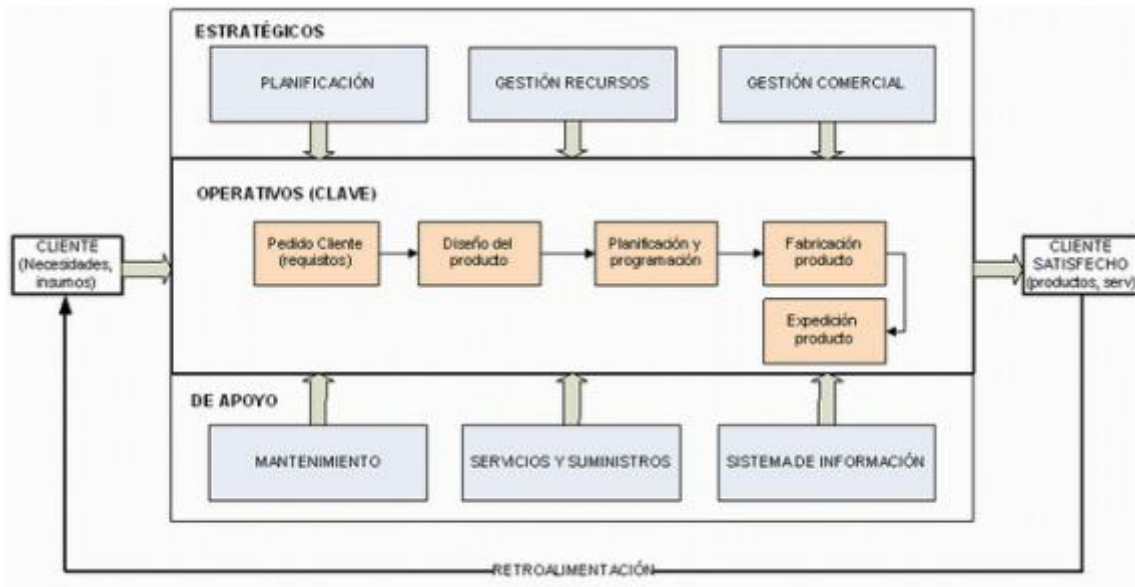 ESTRATÉGICOS
PLANIFICACIÓN
GESTIÓN RECURSOS
GESTIÓN COMERCIAL
OPERATIVOS (CLAVE)
CLIENTE
(Necesidades,
insumos)
Pedido Cliente
(requisitos)
Diseño del
producto
Planificación y
programación
Fabricación
producto
Expedición
producto
CLIENTE
SATISFECHO
(productos, serv)
DE APOYO
MANTENIMIENTO
SERVICIOS Y SUMINISTROS
SISTEMA DE INFORMACIÓN
RETROALIMENTACIÓN